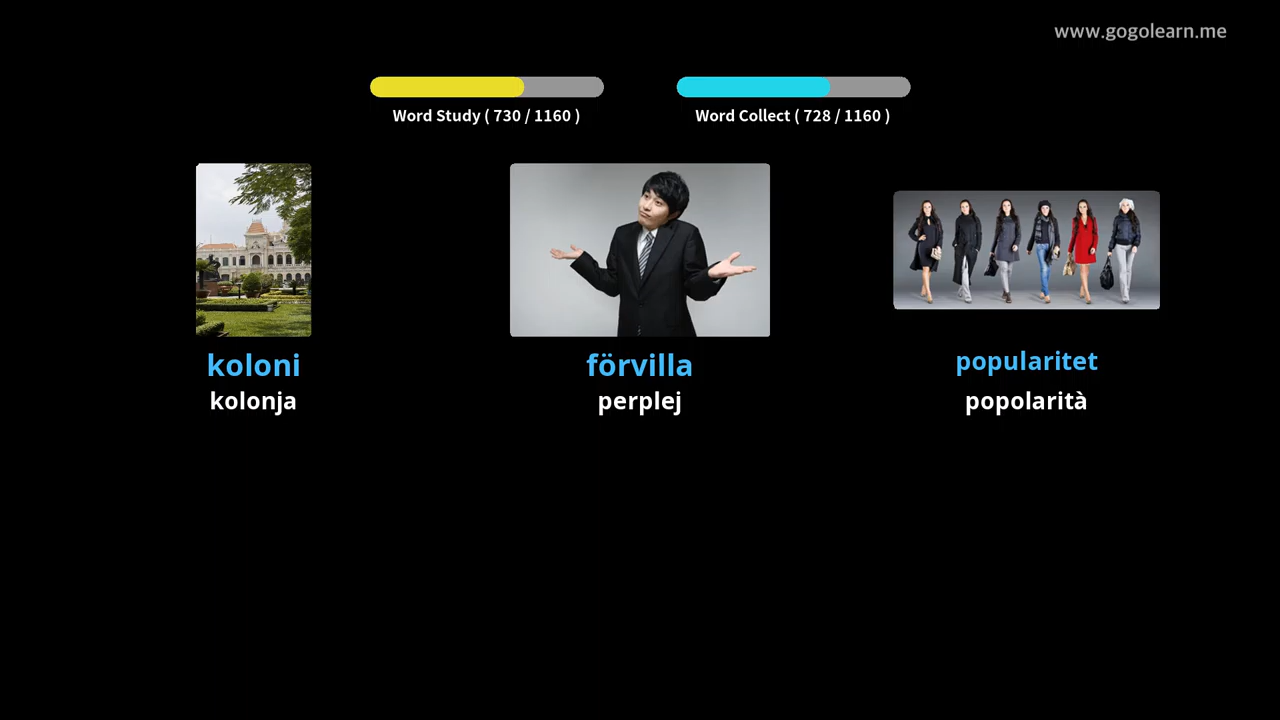 www.gogolearn.me
Word Study ( 730 / 1160 )
Word Collect ( 728 / 1160 )
koloni
kolonja
förvilla
perplej
popularitet
popolarità